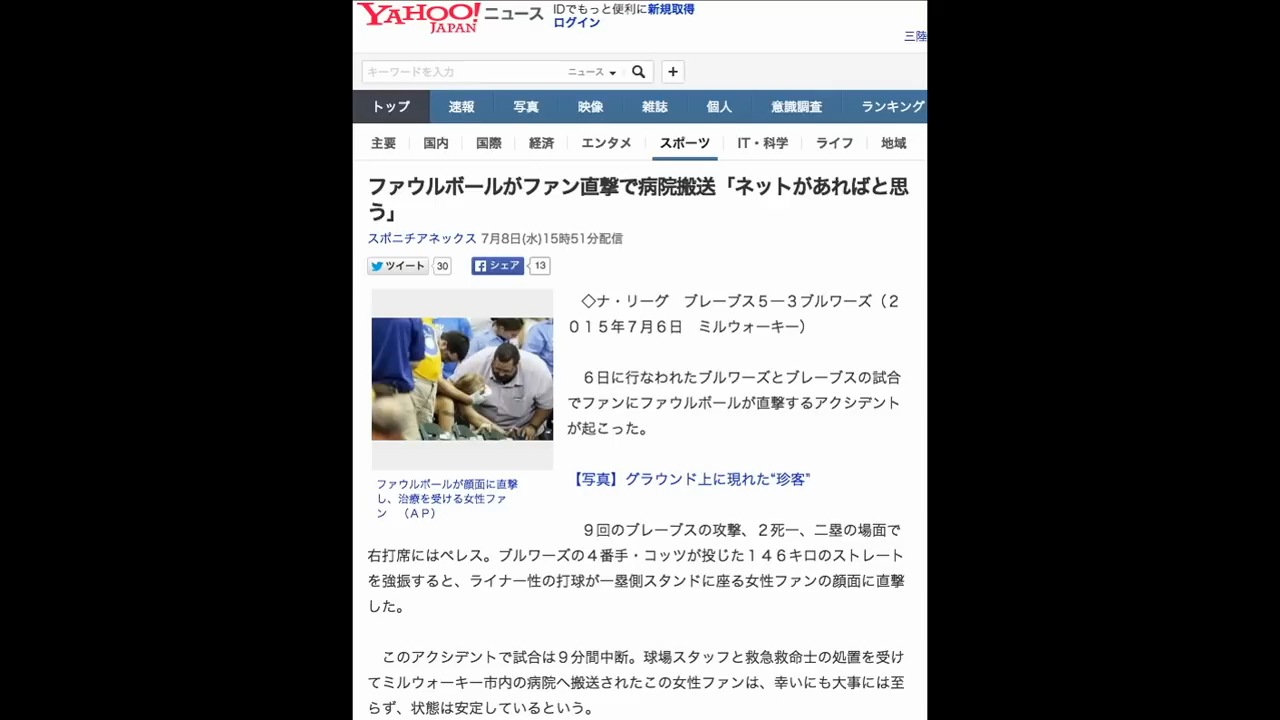 YAHOO! JAPAN ニュース
IDでもっと便利に新規取得
ログイン
三陸
キーワードを入力 ニュース
トップ 速報 写真 映像 雑誌 個人 意識調査 ランキング
主要 国内 国際 経済 エンタメ スポーツ IT・科学 ライフ 地域
ファウルボールがファン直撃で病院搬送「ネットがあればと思
う」
スポニチアネックス 7月8日(水)15時51分配信
ツイート 30 シェア 13
◇ナ・リーグ　ブレーブス５―３ブルワーズ（２
０１５年７月６日　ミルウォーキー）
６日に行なわれたブルワーズとブレーブスの試合
でファンにファウルボールが直撃するアクシデント
が起こった。
【写真】グラウンド上に現れた“珍客”
ファウルボールが顔面に直撃
し、治療を受ける女性ファ
ン　（ＡＰ）
９回のブレーブスの攻撃、２死一、二塁の場面で
右打席にはペレス。ブルワーズの４番手・コッツが投じた１４６キロのストレート
を強振すると、ライナー性の打球が一塁側スタンドに座る女性ファンの顔面に直撃
した。
このアクシデントで試合は９分間中断。球場スタッフと救急救命士の処置を受け
てミルウォーキー市内の病院へ搬送されたこの女性ファンは、幸いにも大事には至
らず、状態は安定しているという。